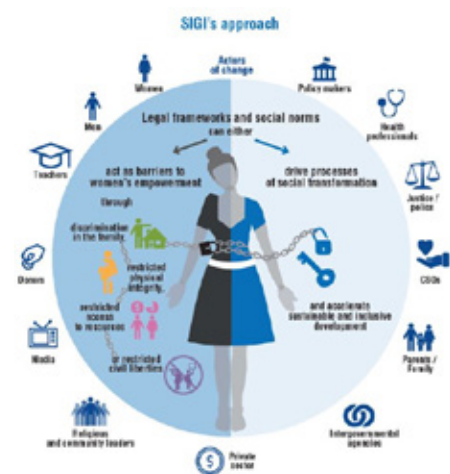 SIGI's approach
Actors
of change
Women
Men
Teachers
Donors
Media
Religious
and community leaders
Private
sector
Intergovernmental
agencies
Parents /
Family
CSOs
Justice /
police
Health
professionals
Policy makers
Legal frameworks and social norms
can either
act as barriers to
women's empowerment
through
discrimination
in the family,
restricted
physical
integrity,
restricted
access
to resources
or restricted
civil liberties
drive processes
of social transformation
and accelerate
sustainable and inclusive
development
$